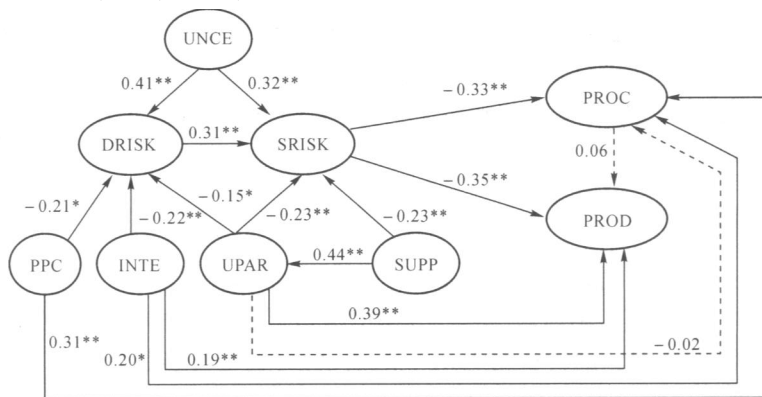 UNCE
0.41** 0.32**
-0.33** PROC
DRISK 0.31** SRISK
0.06
-0.15* -0.35**
-0.21* -0.22** -0.23** -0.23** PROD
PPC INTE UPAR 0.44** SUPP
0.39**
0.31** 0.20* 0.19** -0.02